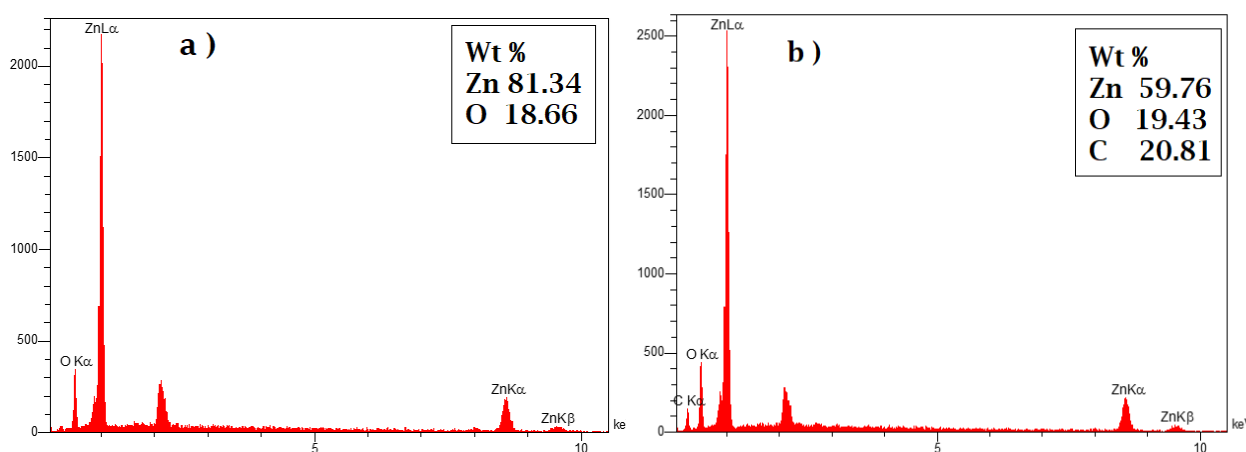 a )
Wt %
Zn 81.34
O 18.66
ZnLα
O Kα
ZnKα
ZnKβ
2000
1500
1000
500
0
5
10
ke
b )
Wt %
Zn 59.76
O 19.43
C 20.81
ZnLα
O Kα
C Kα
ZnKα
ZnKβ
2500
2000
1500
1000
500
0
5
10
keV